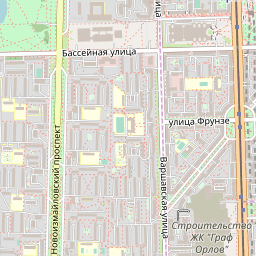 Бассейная улица
улица Фрунзе
Новоизмайловский проспект
Варшавская улица
Строительство
ЖК "Граф
Орлов"